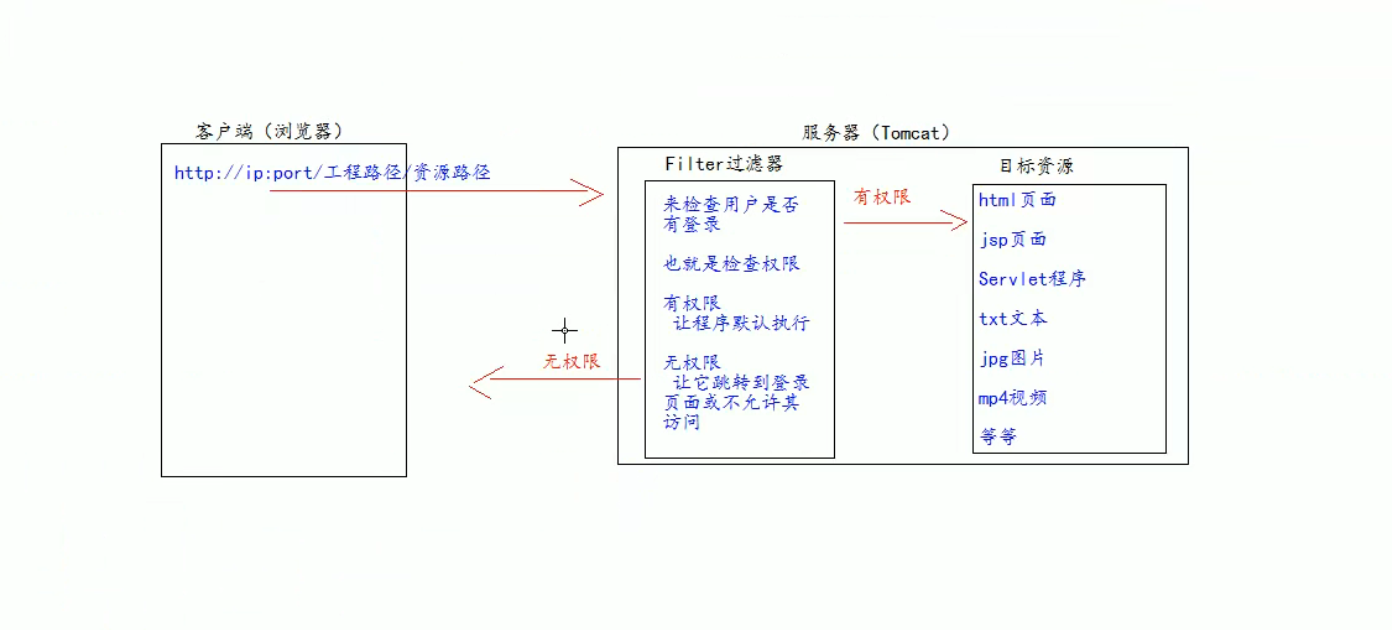 客户端（浏览器）
http://ip:port/工程路径/资源路径
服务器（Tomcat）
Filter过滤器
来检查用户是否
有登录
也就是检查权限
有权限
让程序默认执行
无权限
让它跳转到登录
页面或不允许其
访问
有权限
无权限
目标资源
html页面
jsp页面
Servlet程序
txt文本
jpg图片
mp4视频
等等